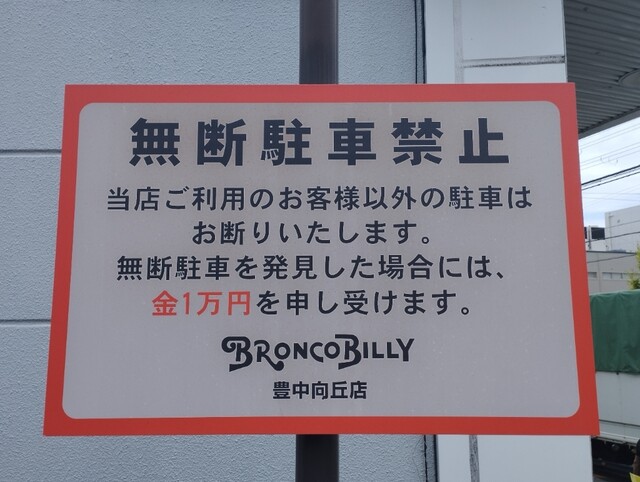 無断駐車禁止
当店ご利用のお客様以外の駐車は
お断りいたします。
無断駐車を発見した場合には、
金1万円を申し受けます。
BRONCOBILLY
豊中向丘店